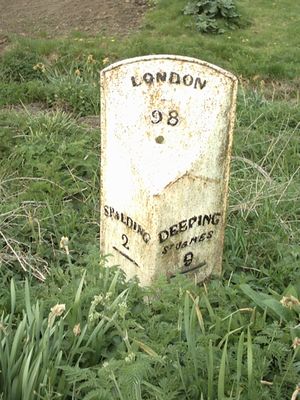 LONDON
98
SPALDING
2
DEEPING
ST JAMES
9